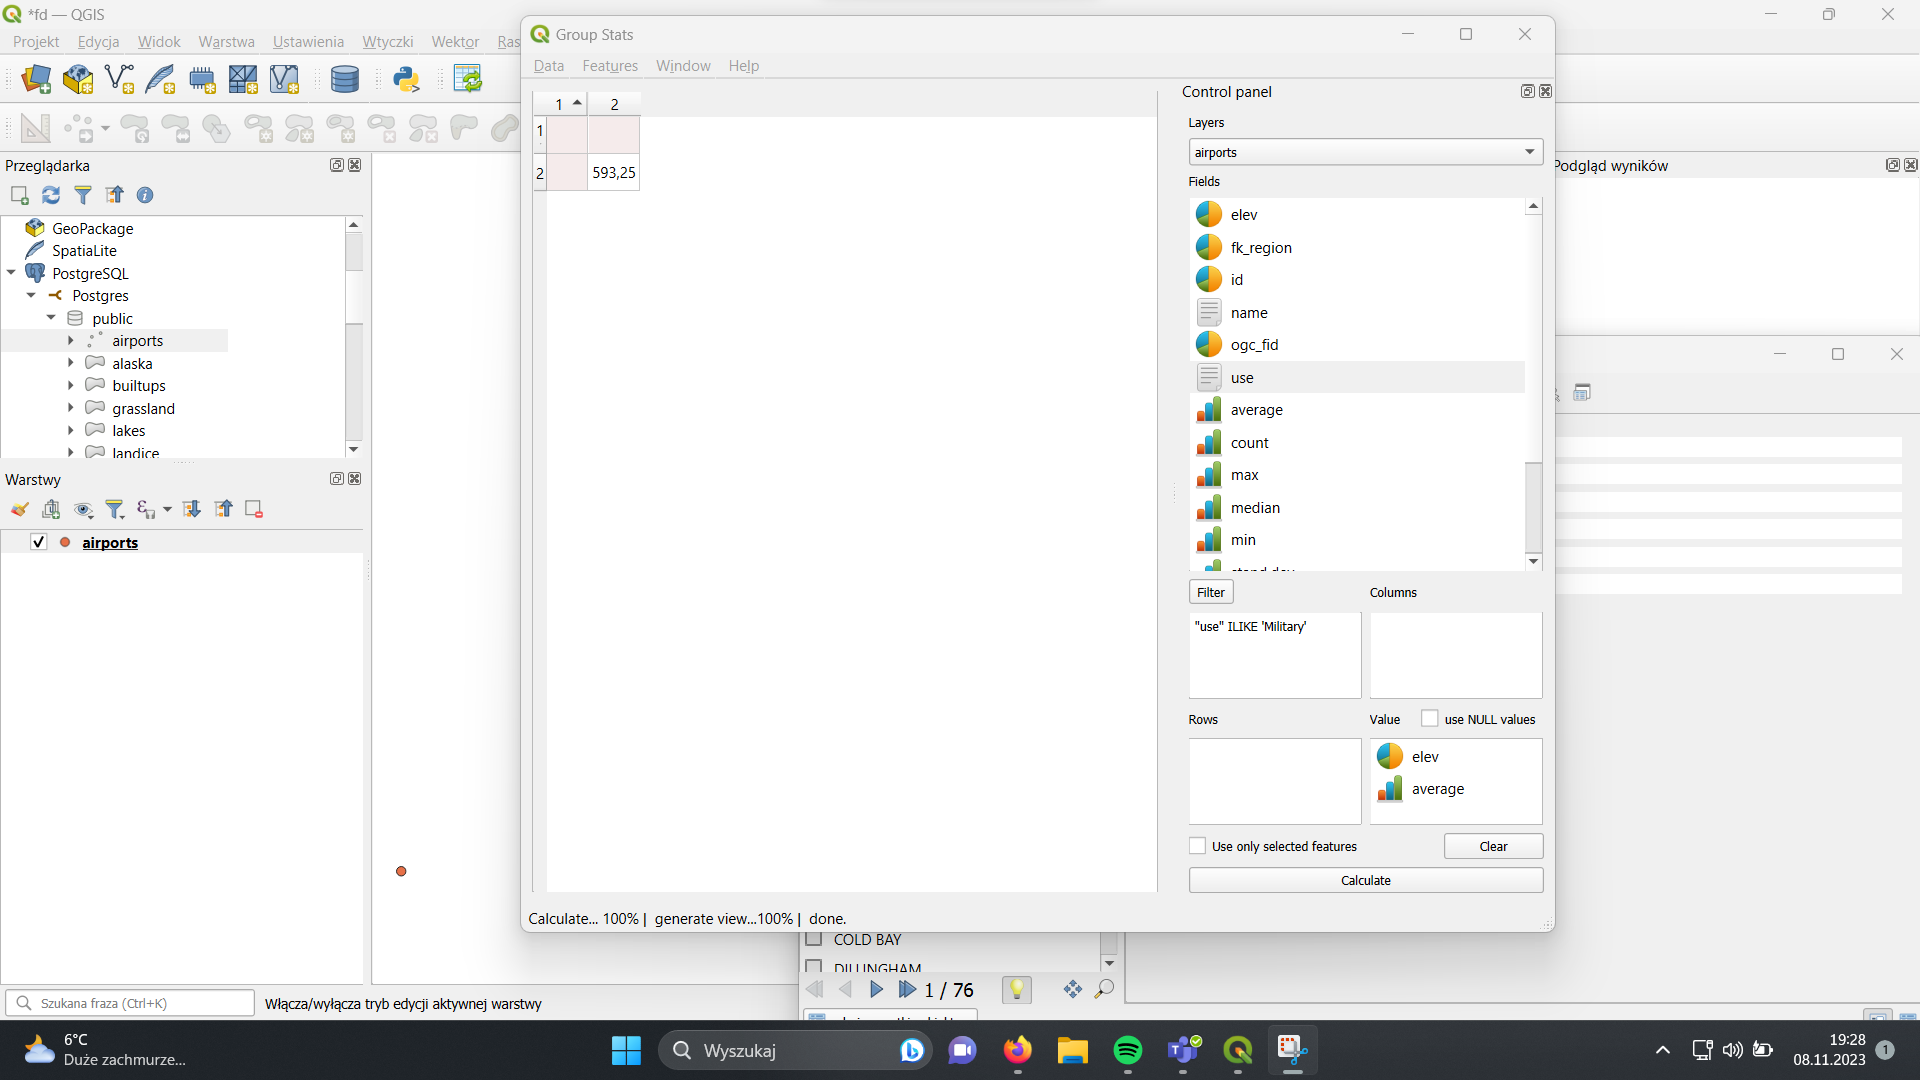 *fd — QGIS
Projekt Edycja Widok Warstwa Ustawienia Wtyczki Wektor Ras
Przeglądarka
GeoPackage
SpatiaLite
PostgreSQL
Postgres
public
airports
alaska
builtups
grassland
lakes
landice
Warstwy
airports
Szukana fraza (Ctrl+K)
Włącza/wyłącza tryb edycji aktywnej warstwy
Group Stats
Data Features Window Help
1 2
1
2 593,25
Control panel
Layers
airports
Fields
elev
fk_region
id
name
ogc_fid
use
average
count
max
median
min
Filter
Columns
"use" ILIKE 'Military'
Rows
Value
use NULL values
elev
average
Use only selected features
Clear
Calculate
Calculate... 100% | generate view...100% | done.
Podgląd wyników
COLD BAY
DILLINGHAM
1 / 76
6°C
Duże zachmurze...
Wyszukaj
19:28
08.11.2023
1